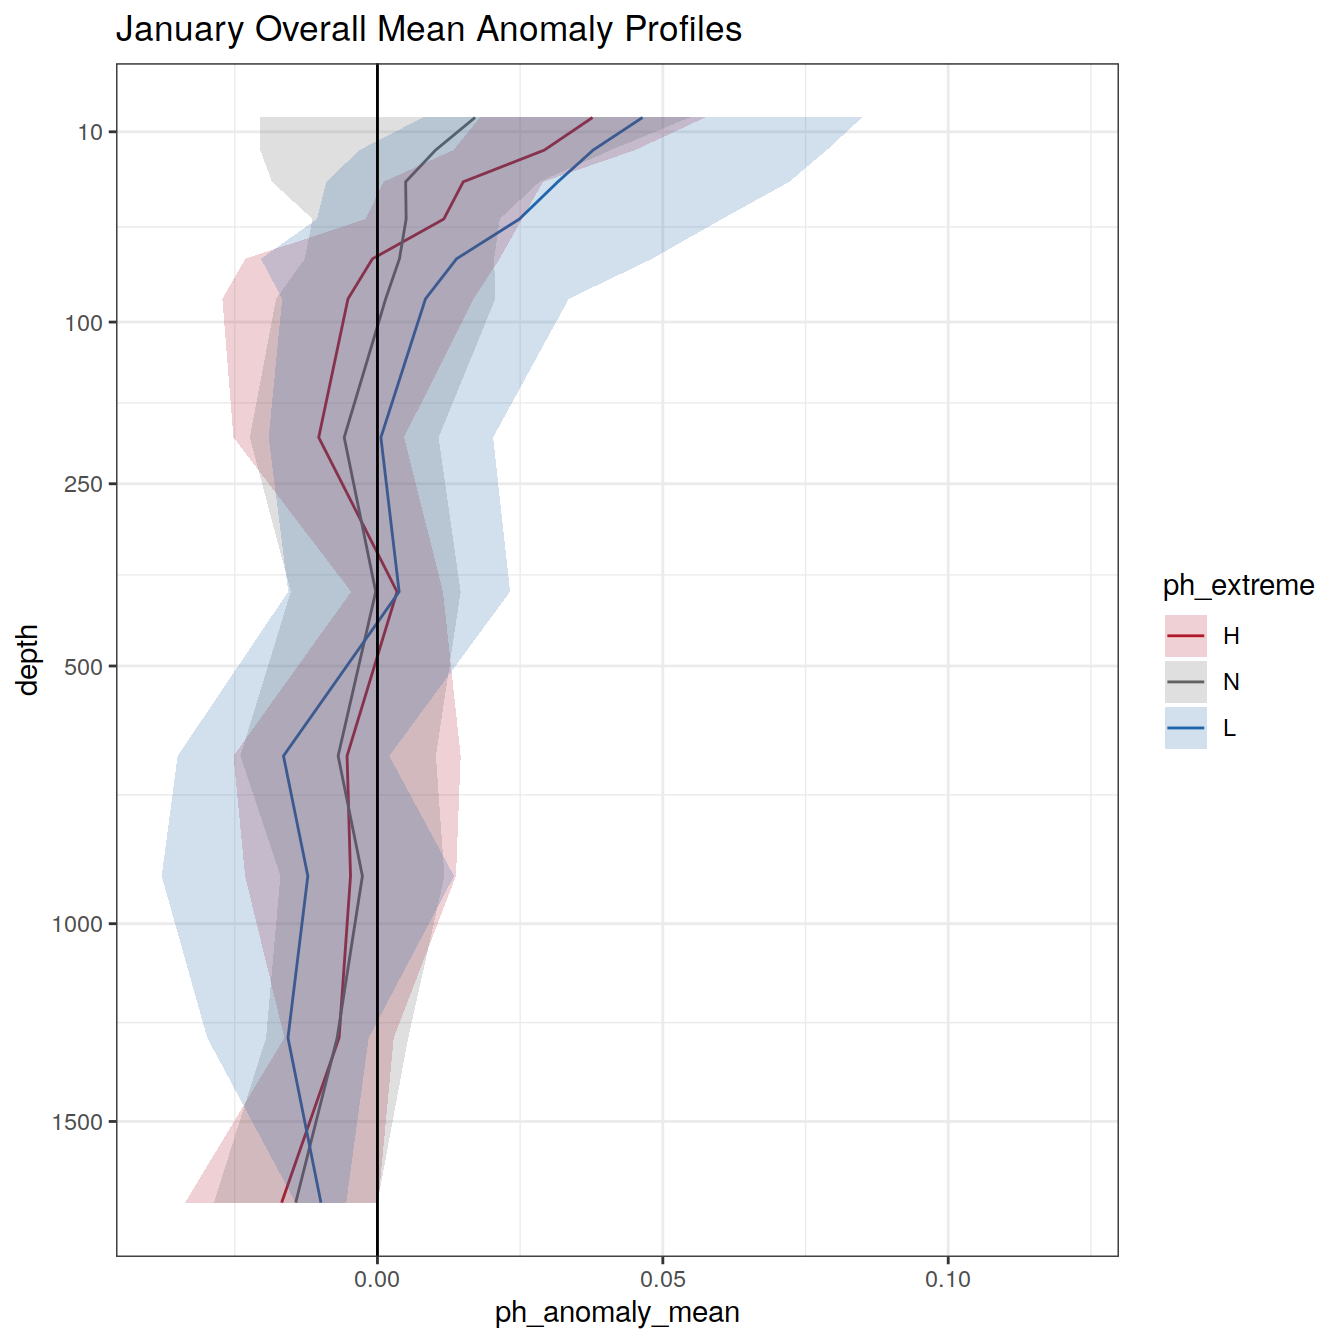 January Overall Mean Anomaly Profiles
10
100
250
500
1000
1500
depth
0.00 0.05 0.10
ph_anomaly_mean
ph_extreme
H
N
L